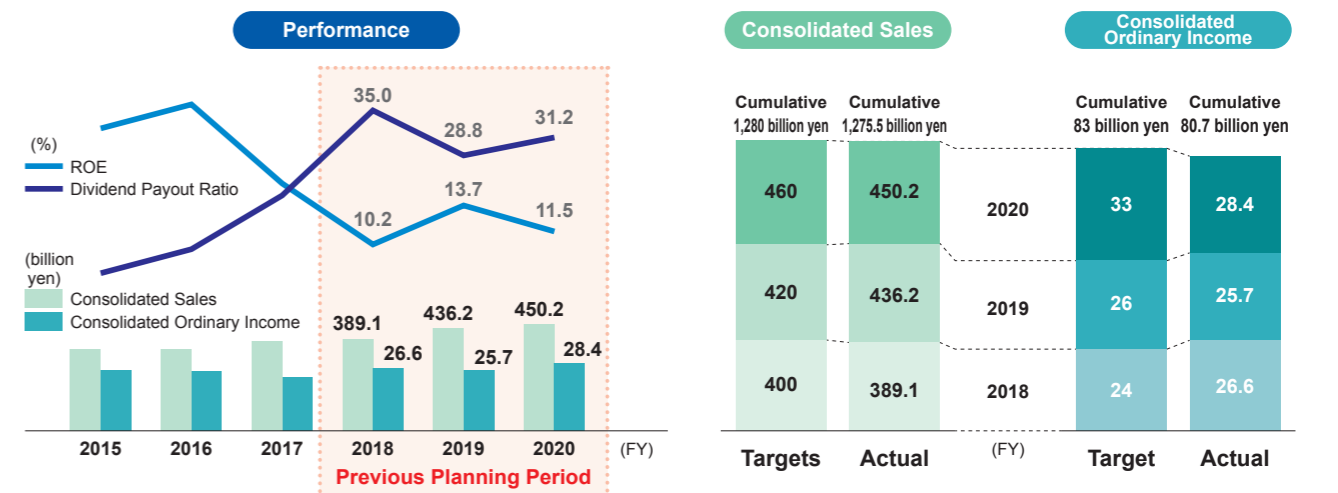 Performance
(%)
ROE
Dividend Payout Ratio
35.0
28.8
31.2
10.2
13.7
11.5
(billion
yen)
Consolidated Sales
Consolidated Ordinary Income
389.1
436.2
450.2
26.6
25.7
28.4
2015 2016 2017 2018 2019 2020 (FY)
Previous Planning Period
Consolidated Sales
Cumulative
1,280 billion yen
Cumulative
1,275.5 billion yen
460
450.2
420
436.2
400
389.1
Targets
Actual
2020
2019
2018
(FY)
Consolidated
Ordinary Income
Cumulative
83 billion yen
Cumulative
80.7 billion yen
33
28.4
26
25.7
24
26.6
Target
Actual